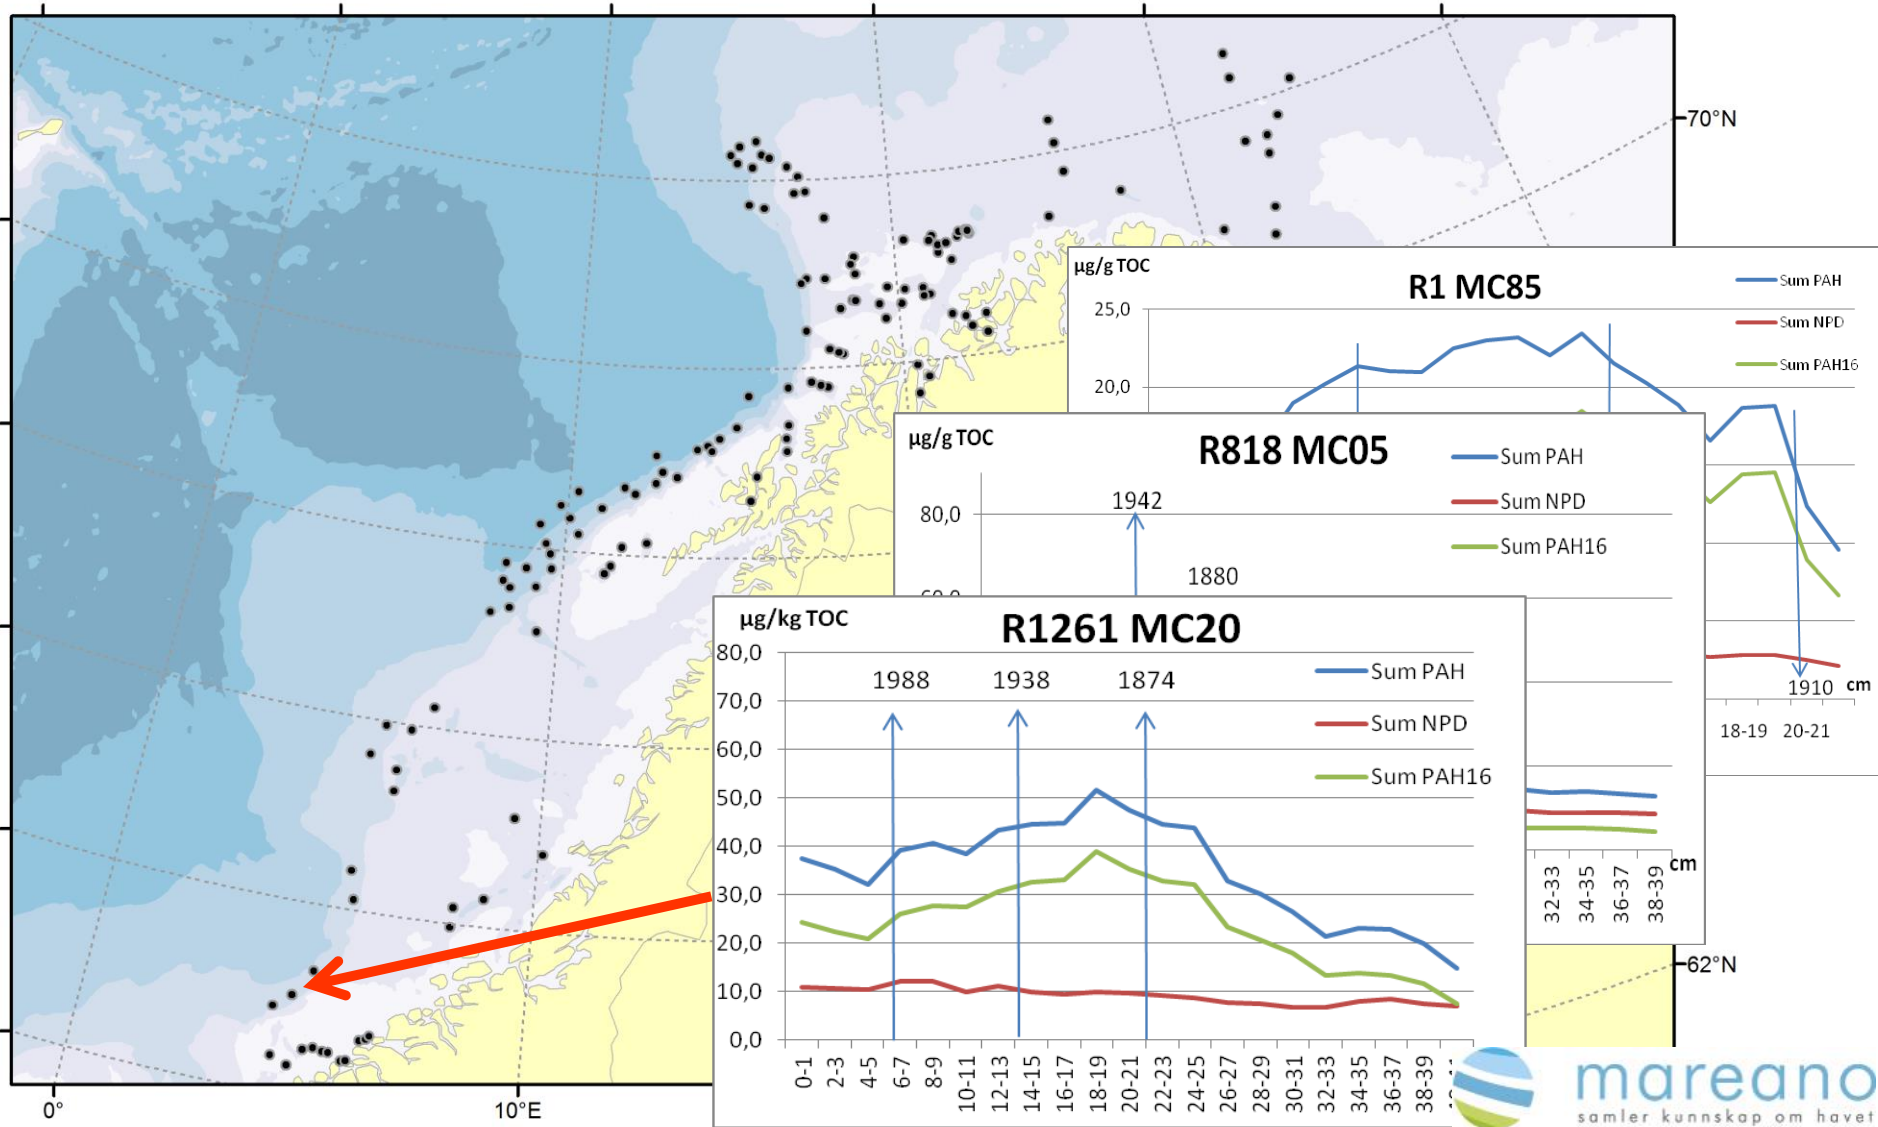 70°N
62°N
0°
10°E
µg/g TOC
R1 MC85
Sum PAH
Sum NPD
Sum PAH16
25,0
20,0
1910
cm
18-19
20-21
µg/g TOC
R818 MC05
Sum PAH
Sum NPD
Sum PAH16
80,0
1942
1880
cm
32-33
34-35
36-37
38-39
µg/kg TOC
R1261 MC20
Sum PAH
Sum NPD
Sum PAH16
1988
1938
1874
80,0
70,0
60,0
50,0
40,0
30,0
20,0
10,0
0,0
0-1
2-3
4-5
6-7
8-9
10-11
12-13
14-15
16-17
18-19
20-21
22-23
24-25
26-27
28-29
30-31
32-33
34-35
36-37
38-39
mareano
samler kunnskap om havet